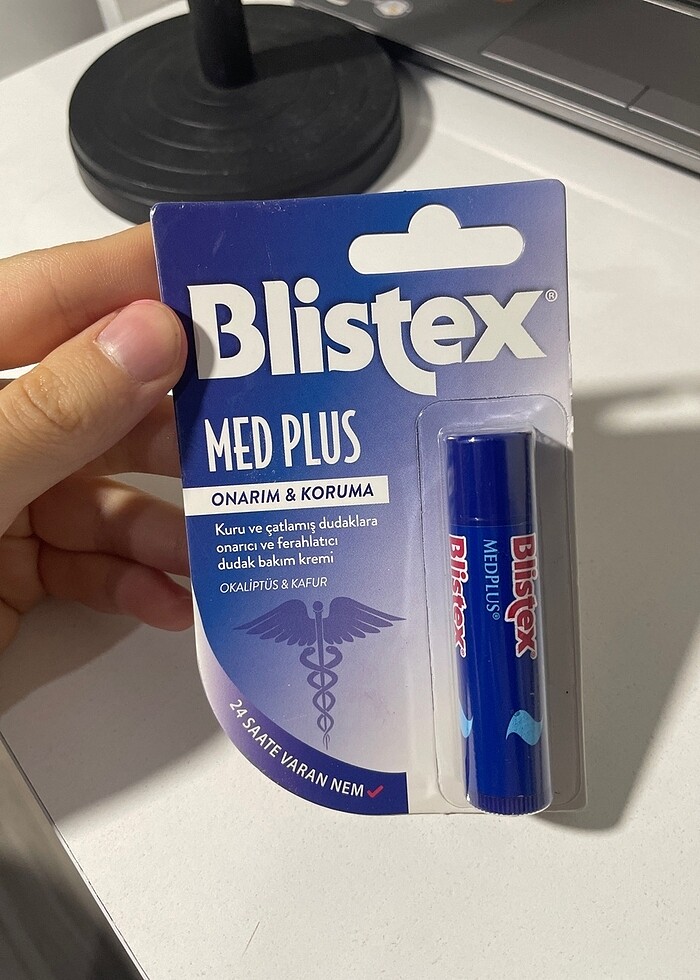 Blistex®
MED PLUS
ONARIM & KORUMA
Kuru ve çatlamış dudaklara
onarıcı ve ferahlatıcı
dudak bakım kremi
OKALİPTÜS & KAFUR
24 SAATE VARAN NEM
Blistex®
MEDPLUS®
Blistex®